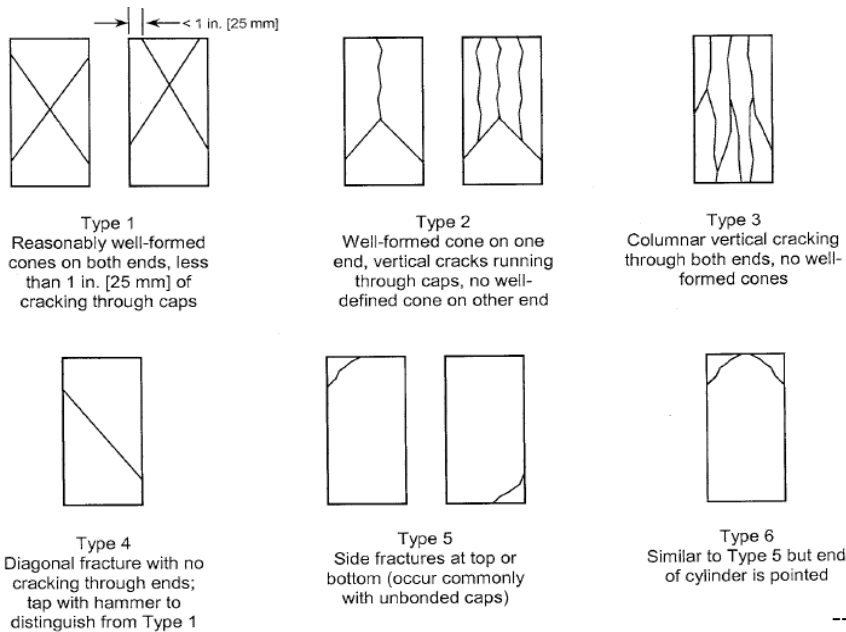 < 1 in. [25 mm]
Type 1
Reasonably well-formed
cones on both ends, less
than 1 in. [25 mm] of
cracking through caps
Type 2
Well-formed cone on one
end, vertical cracks running
through caps, no well-
defined cone on other end
Type 3
Columnar vertical cracking
through both ends, no well-
formed cones
Type 4
Diagonal fracture with no
cracking through ends;
tap with hammer to
distinguish from Type 1
Type 5
Side fractures at top or
bottom (occur commonly
with unbonded caps)
Type 6
Similar to Type 5 but end
of cylinder is pointed
--